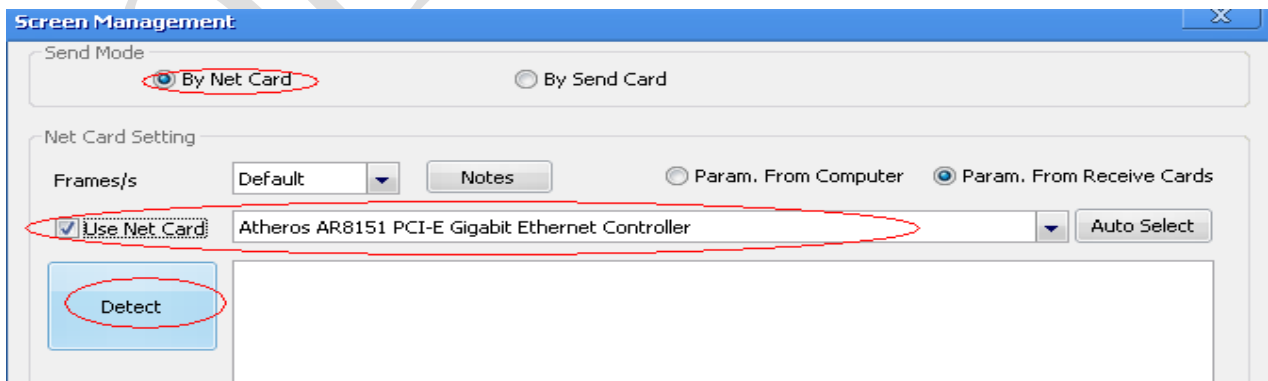 Screen Management
Send Mode
By Net Card By Send Card
Net Card Setting
Frames/s Default Notes Param. From Computer Param. From Receive Cards
Use Net Card Atheros AR8151 PCI-E Gigabit Ethernet Controller Auto Select
Detect